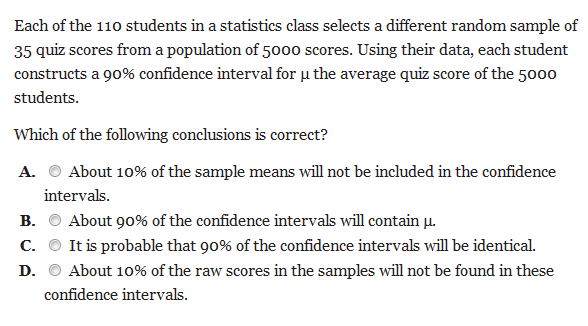 Each of the 110 students in a statistics class selects a different random sample of
35 quiz scores from a population of 5000 scores. Using their data, each student
constructs a 90% confidence interval for μ the average quiz score of the 5000
students.
Which of the following conclusions is correct?
A. About 10% of the sample means will not be included in the confidence
intervals.
B. About 90% of the confidence intervals will contain μ.
C. It is probable that 90% of the confidence intervals will be identical.
D. About 10% of the raw scores in the samples will not be found in these
confidence intervals.